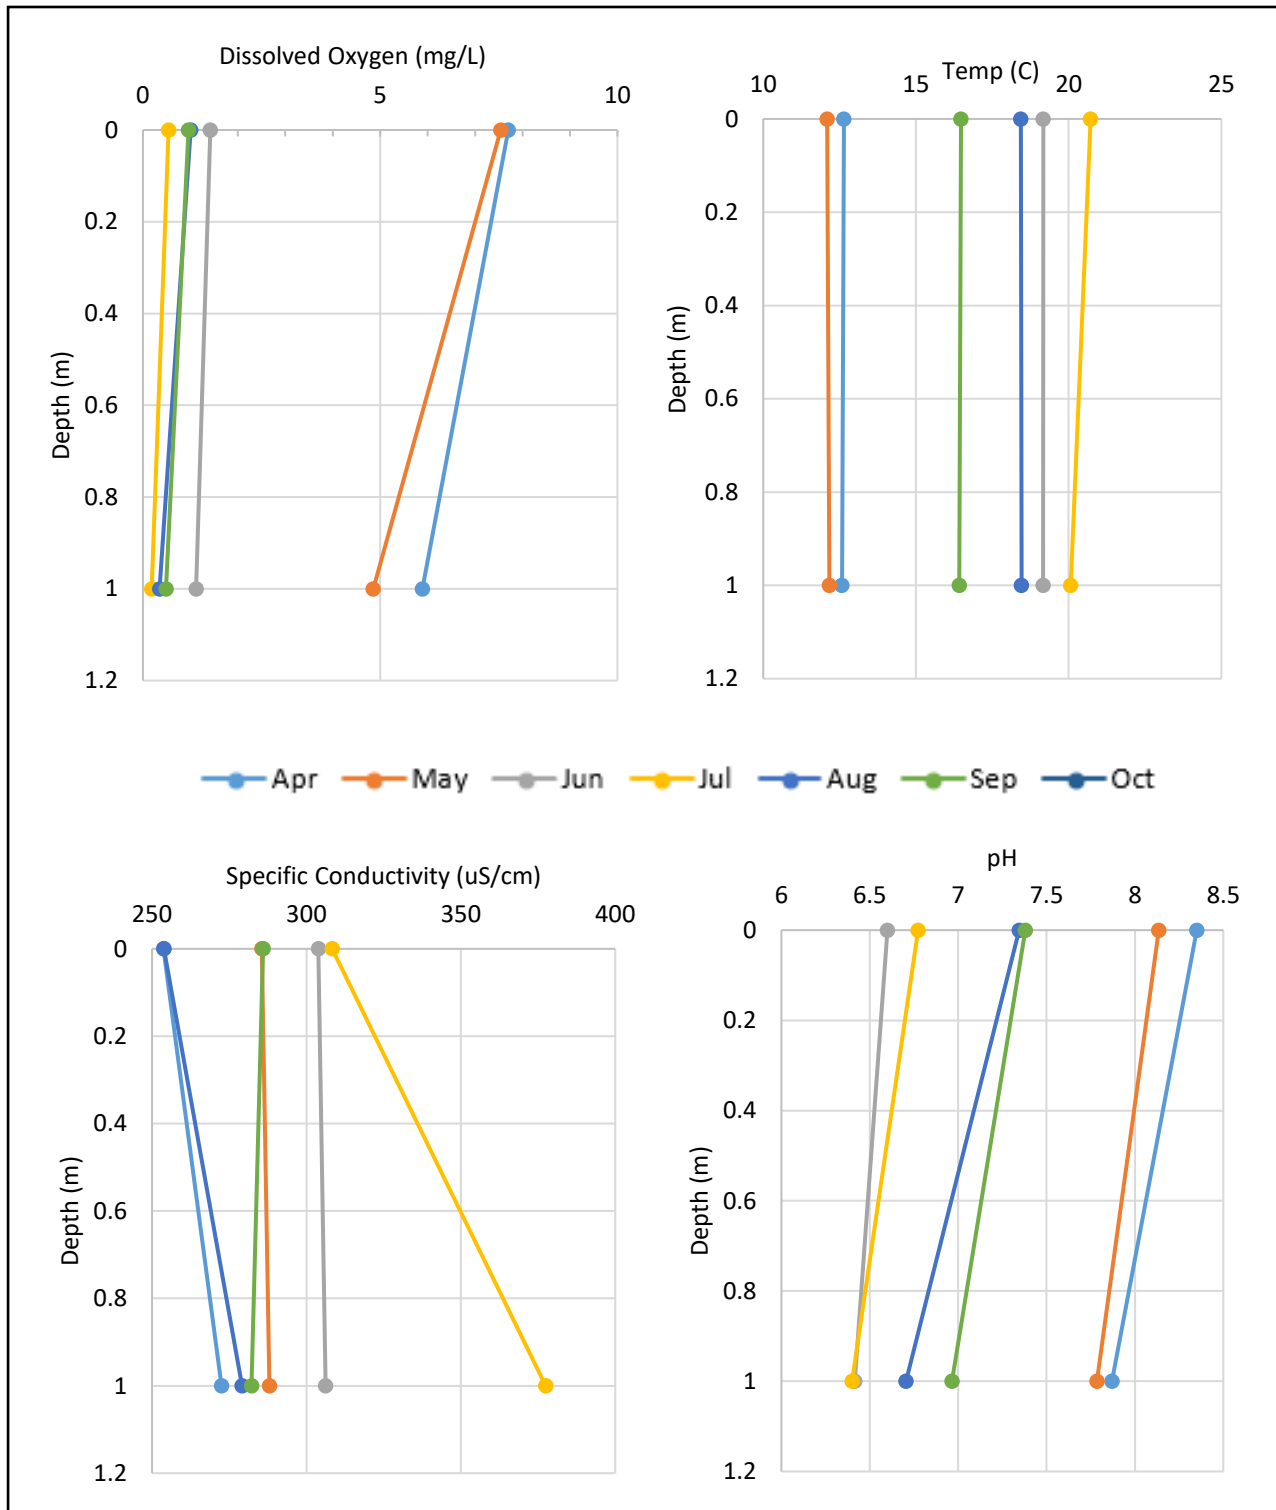 Dissolved Oxygen (mg/L)
0 5 10
0
0.2
0.4
0.6
0.8
1
1.2
Depth (m)
Temp (C)
10 15 20 25
0
0.2
0.4
0.6
0.8
1
1.2
Depth (m)
Apr May Jun Jul Aug Sep Oct
Specific Conductivity (uS/cm)
250 300 350 400
0
0.2
0.4
0.6
0.8
1
1.2
Depth (m)
pH
6 6.5 7 7.5 8 8.5
0
0.2
0.4
0.6
0.8
1
1.2
Depth (m)